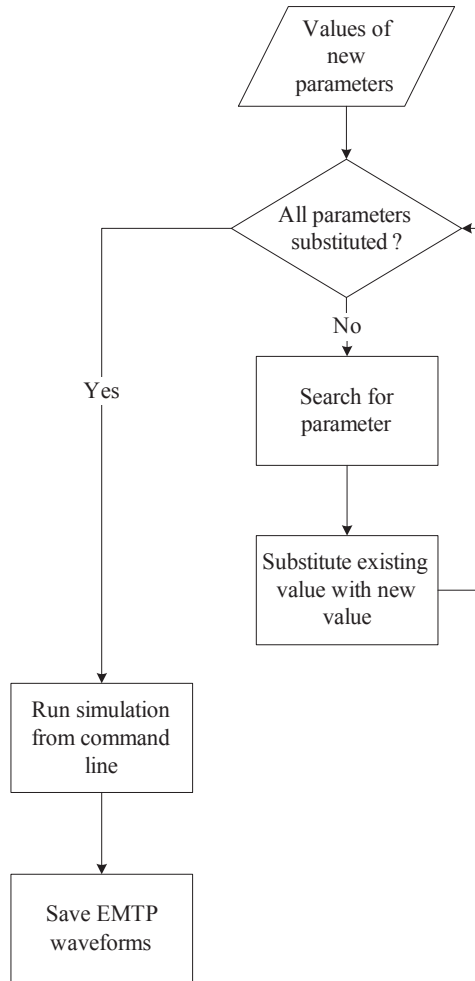 Values of
new
parameters
All parameters
substituted ?
No
Yes
Search for
parameter
Substitute existing
value with new
value
Run simulation
from command
line
Save EMTP
waveforms